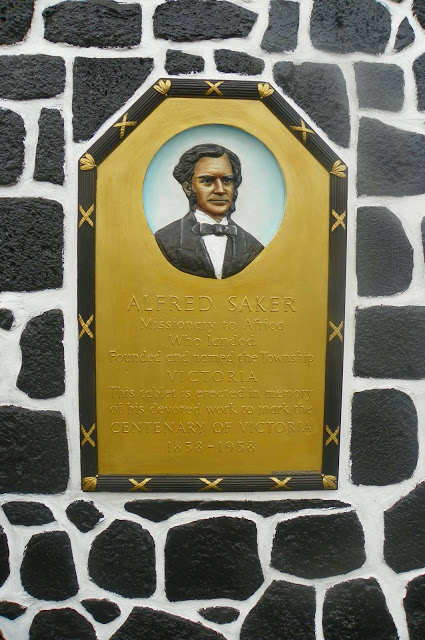 ALFRED SAKER
Missionary to Africa
Who landed
Founded and named the Township
VICTORIA
This tablet is erected in memory
of his devoted work to mark the
CENTENARY OF VICTORIA
1858-1958